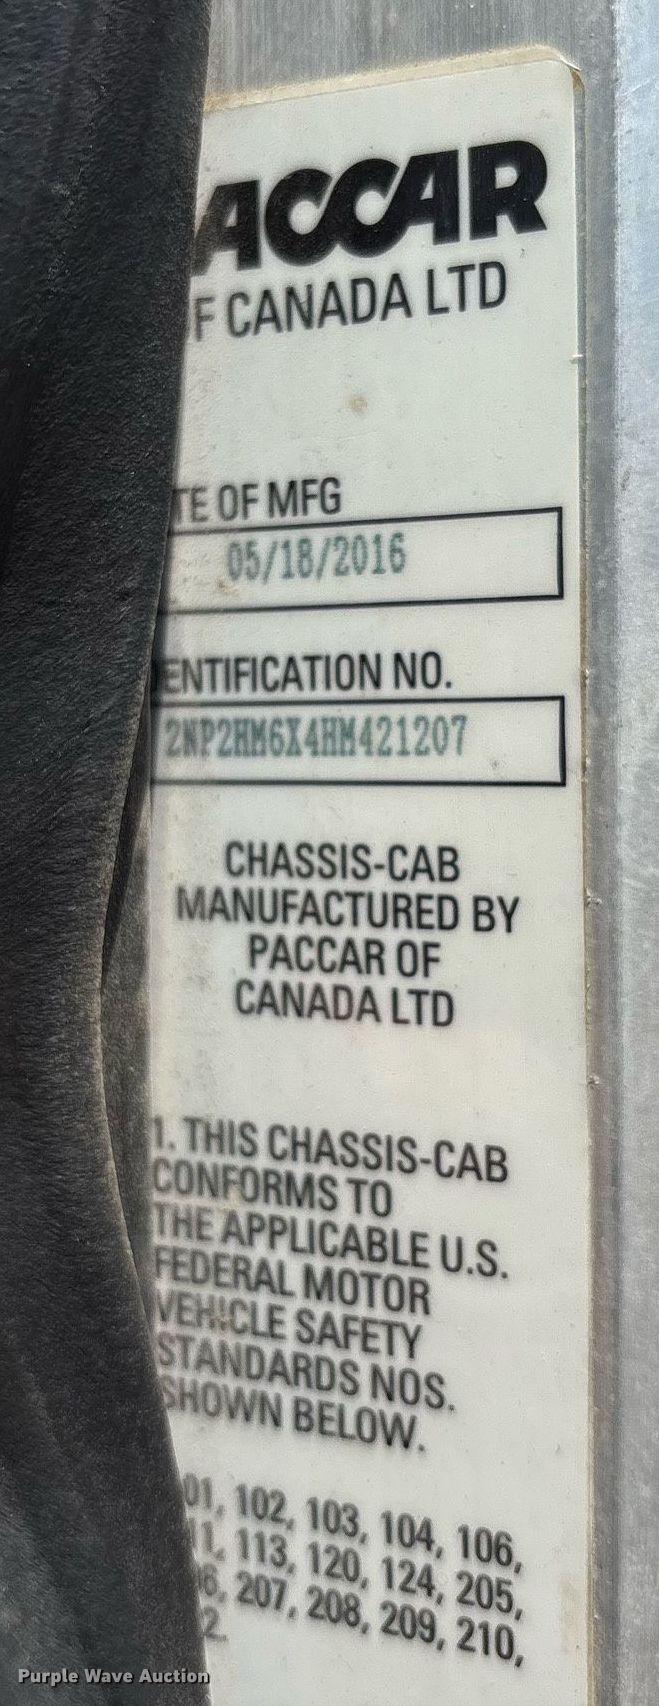 ACCAR
F CANADA LTD
TE OF MFG
05/18/2016
ENTIFICATION NO.
2NP2HM6X4HM421207
CHASSIS-CAB
MANUFACTURED BY
PACCAR OF
CANADA LTD
1. THIS CHASSIS-CAB
CONFORMS TO
THE APPLICABLE U.S.
FEDERAL MOTOR
VEHICLE SAFETY
STANDARDS NOS.
SHOWN BELOW.
01, 102, 103, 104, 106,
11, 113, 120, 124, 205,
06, 207, 208, 209, 210,
2.
Purple Wave Auction